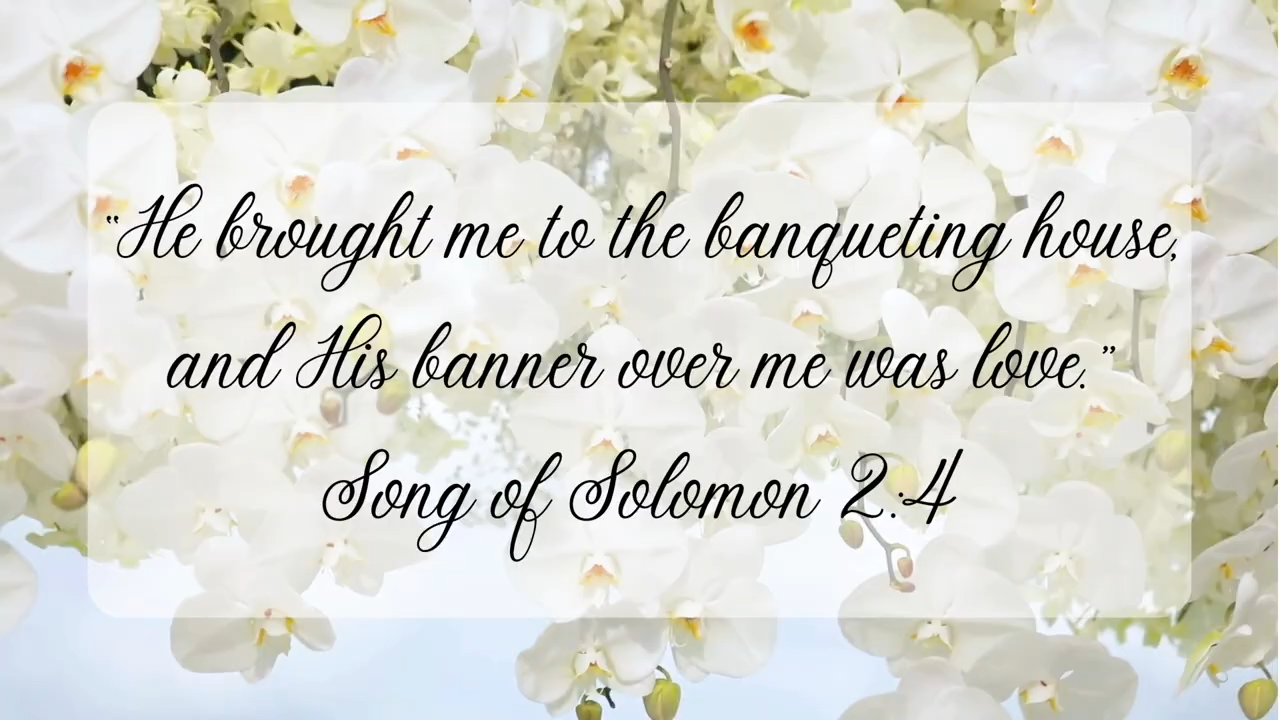 “He brought me to the banqueting house,
and His banner over me was love.”
Song of Solomon 2:4